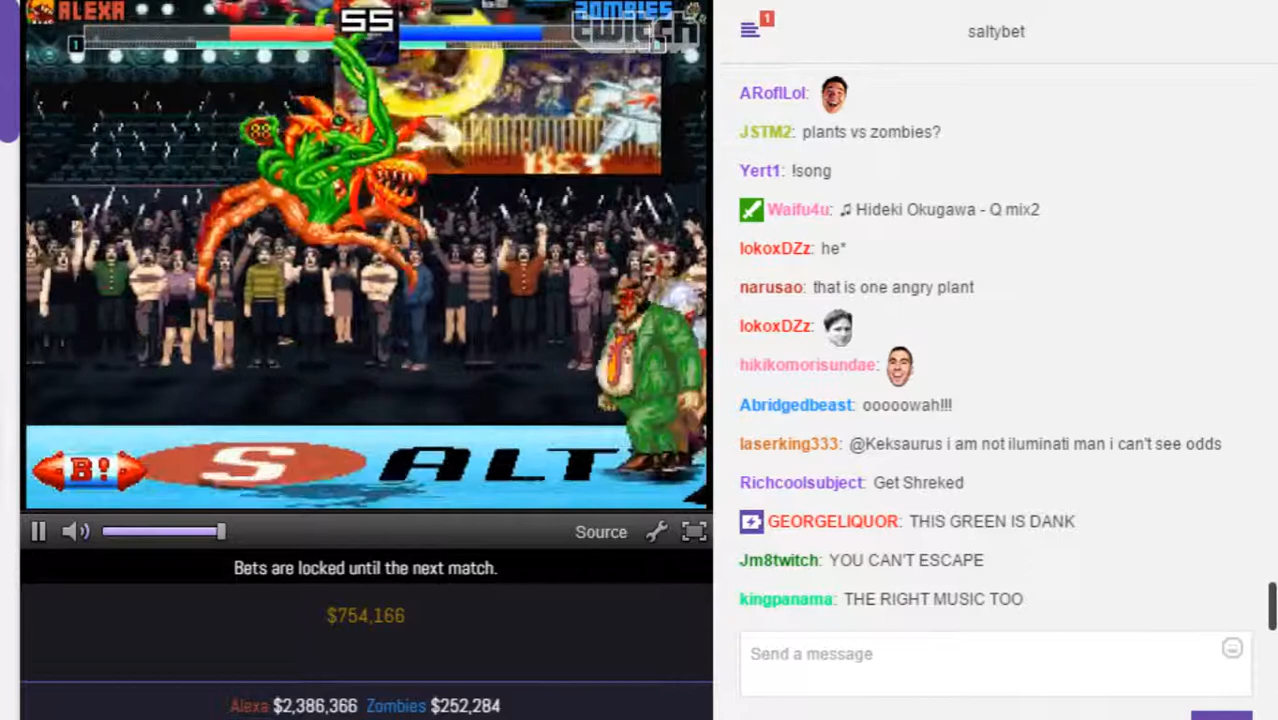 ALEXA
55
ZOMBIES
twitch
1
B!
S ALT
Source
Bets are locked until the next match.
$754,166
Alexa $2,386,366 Zombies $252,284
1
saltybet
ARoflLol:
JSTM2: plants vs zombies?
Yert1: !song
Waifu4u: ♫ Hideki Okugawa - Q mix2
lokoxDZz: he*
narusao: that is one angry plant
lokoxDZz:
hikikomorisundae:
Abridgedbeast: ooooowah!!!
laserking333: @Keksaurus i am not iluminati man i can't see odds
Richcoolsubject: Get Shreked
GEORGELIQUOR: THIS GREEN IS DANK
Jm8twitch: YOU CAN'T ESCAPE
kingpanama: THE RIGHT MUSIC TOO
Send a message